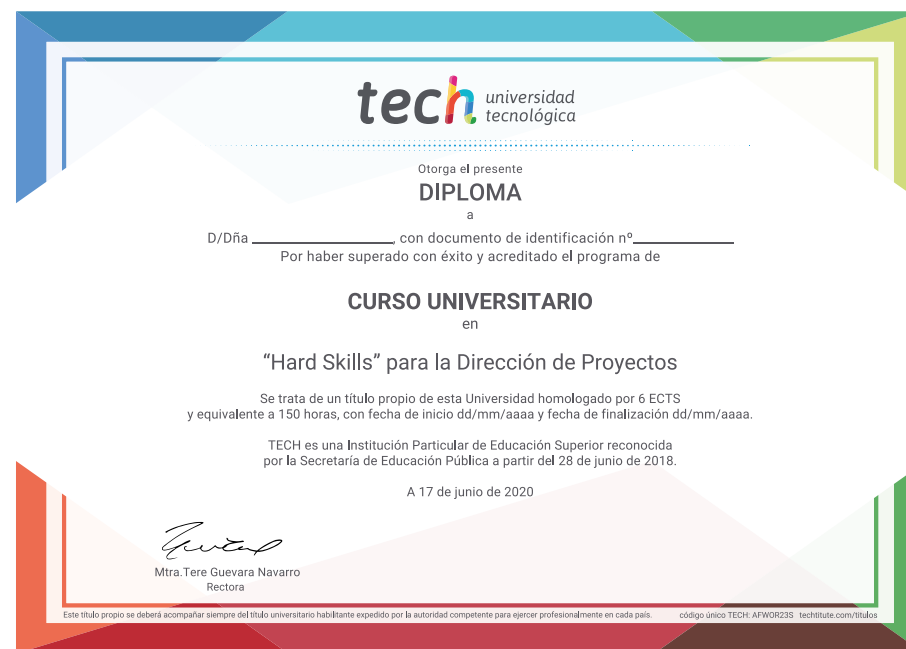 tech universidad
tecnológica
Otorga el presente
DIPLOMA
a
D/Dña ____________________, con documento de identificación nº______________
Por haber superado con éxito y acreditado el programa de
CURSO UNIVERSITARIO
en
“Hard Skills” para la Dirección de Proyectos
Se trata de un título propio de esta Universidad homologado por 6 ECTS
y equivalente a 150 horas, con fecha de inicio dd/mm/aaaa y fecha de finalización dd/mm/aaaa.
TECH es una Institución Particular de Educación Superior reconocida
por la Secretaría de Educación Pública a partir del 28 de junio de 2018.
A 17 de junio de 2020
Mtra.Tere Guevara Navarro
Rectora
Este título propio se deberá acompañar siempre del título universitario habilitante expedido por la autoridad competente para ejercer profesionalmente en cada país. código único TECH: AFWOR23S techtitute.com/titulos